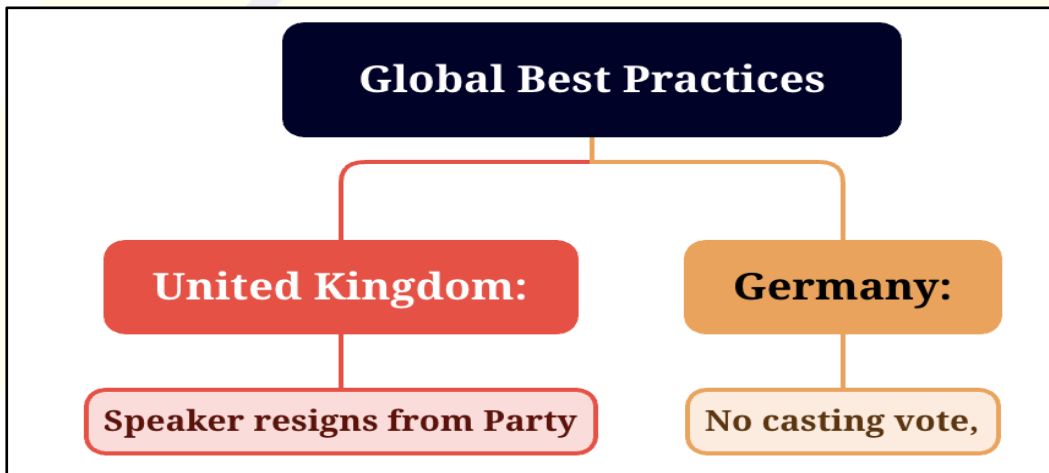 Global Best Practices
United Kingdom:
Germany:
Speaker resigns from Party
No casting vote,